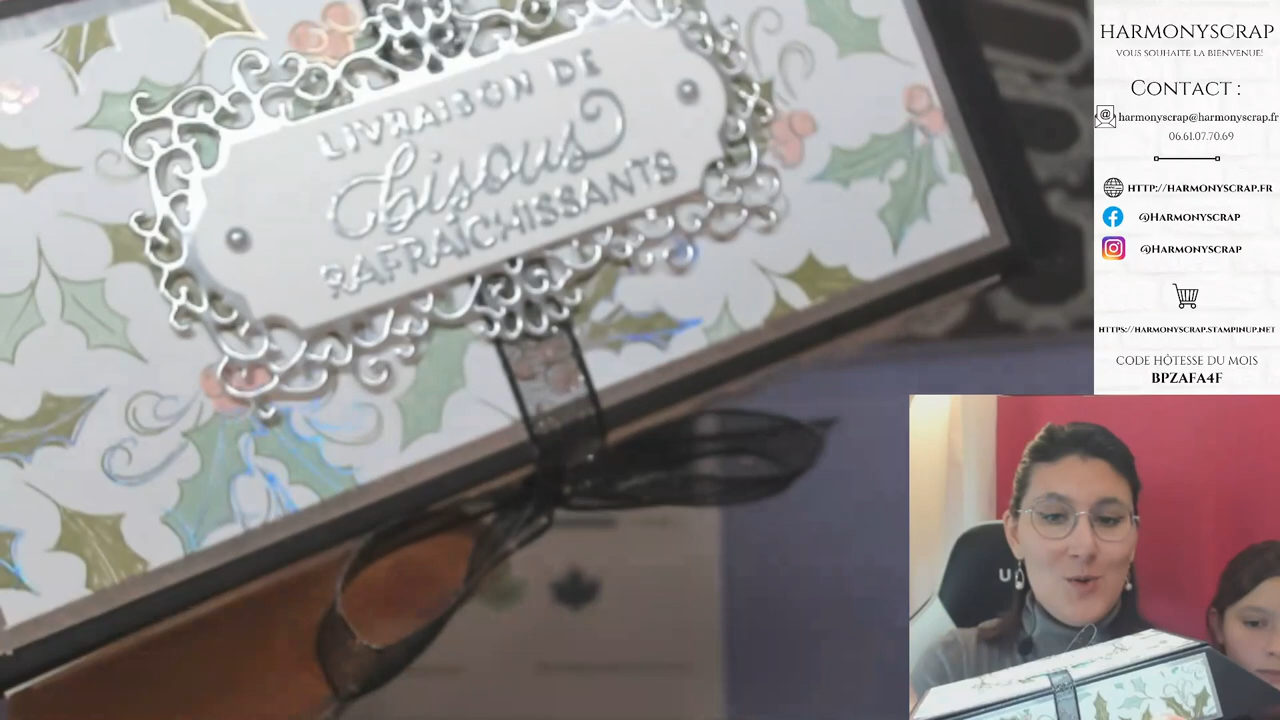 LIVRAISON DE
bisous
RAFRAÎCHISSANTS
HARMONYSCRAP
VOUS SOUHAITE LA BIENVENUE!
CONTACT :
harmonyscrap@harmonyscrap.fr
06.61.07.70.69
HTTP://HARMONYSCRAP.FR
@HARMONYSCRAP
@HARMONYSCRAP
HTTPS://HARMONYSCRAP.STAMPINUP.NET
CODE HÔTESSE DU MOIS
BPZAFA4F